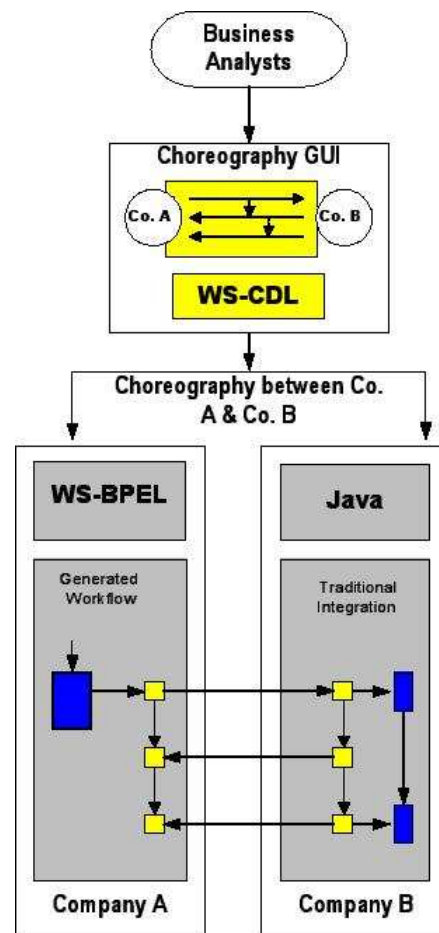 Business
Analysts
Choreography GUI
Co. A
Co. B
WS-CDL
Choreography between Co.
A & Co. B
WS-BPEL
Java
Generated
Workflow
Traditional
Integration
Company A
Company B